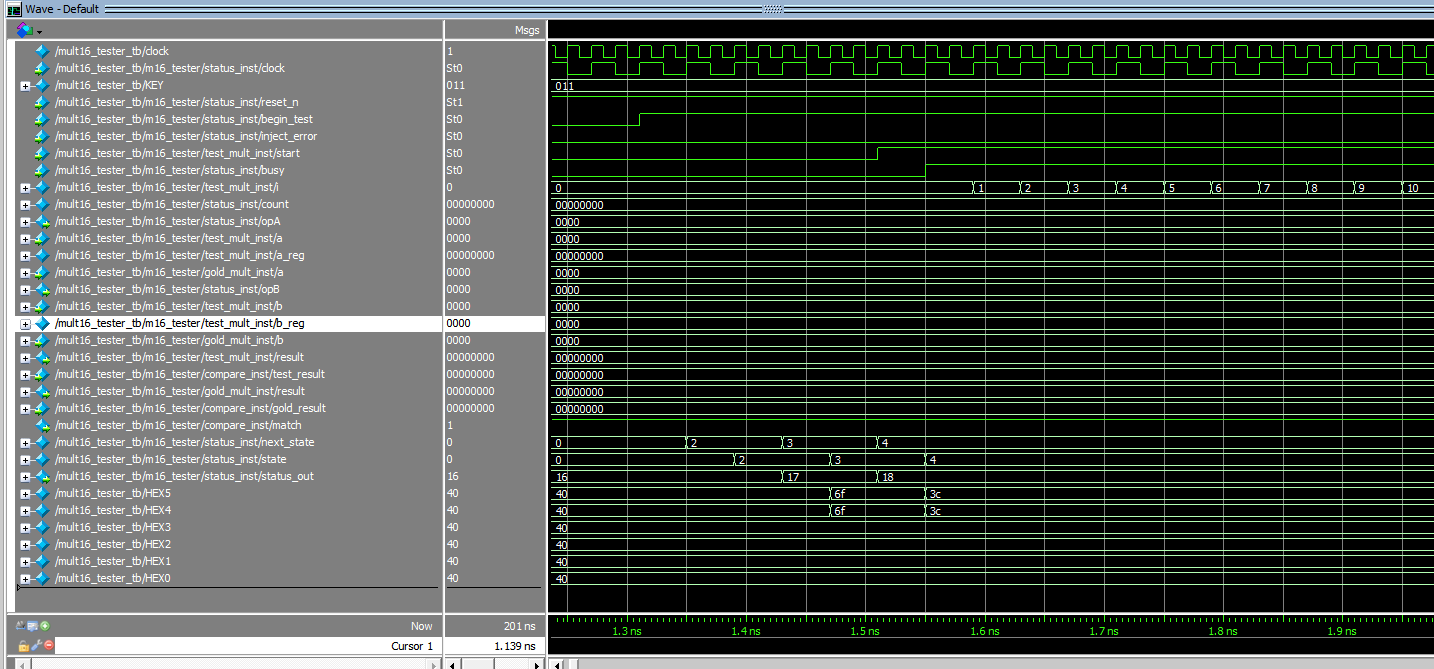 Wave - Default
Msgs
/mult16_tester_tb/clock 1
/mult16_tester_tb/m16_tester/status_inst/clock St0
/mult16_tester_tb/KEY 011 011
/mult16_tester_tb/m16_tester/status_inst/reset_n St1
/mult16_tester_tb/m16_tester/status_inst/begin_test St0
/mult16_tester_tb/m16_tester/status_inst/inject_error St0
/mult16_tester_tb/m16_tester/test_mult_inst/start St0
/mult16_tester_tb/m16_tester/status_inst/busy St0
/mult16_tester_tb/m16_tester/test_mult_inst/i 0 0 1 2 3 4 5 6 7 8 9 10
/mult16_tester_tb/m16_tester/status_inst/count 00000000 00000000
/mult16_tester_tb/m16_tester/status_inst/opA 0000 0000
/mult16_tester_tb/m16_tester/test_mult_inst/a 0000 0000
/mult16_tester_tb/m16_tester/test_mult_inst/a_reg 00000000 00000000
/mult16_tester_tb/m16_tester/gold_mult_inst/a 0000 0000
/mult16_tester_tb/m16_tester/status_inst/opB 0000 0000
/mult16_tester_tb/m16_tester/test_mult_inst/b 0000 0000
/mult16_tester_tb/m16_tester/test_mult_inst/b_reg 0000 0000
/mult16_tester_tb/m16_tester/gold_mult_inst/b 0000 0000
/mult16_tester_tb/m16_tester/test_mult_inst/result 00000000 00000000
/mult16_tester_tb/m16_tester/compare_inst/test_result 00000000 00000000
/mult16_tester_tb/m16_tester/gold_mult_inst/result 00000000 00000000
/mult16_tester_tb/m16_tester/compare_inst/gold_result 00000000 00000000
/mult16_tester_tb/m16_tester/compare_inst/match 1
/mult16_tester_tb/m16_tester/status_inst/next_state 0 0 2 3 4
/mult16_tester_tb/m16_tester/status_inst/state 0 0 2 3 4
/mult16_tester_tb/m16_tester/status_inst/status_out 16 16 17 18
/mult16_tester_tb/HEX5 40 40 6f 3c
/mult16_tester_tb/HEX4 40 40 6f 3c
/mult16_tester_tb/HEX3 40 40
/mult16_tester_tb/HEX2 40 40
/mult16_tester_tb/HEX1 40 40
/mult16_tester_tb/HEX0 40 40
Now 201 ns 1.3 ns 1.4 ns 1.5 ns 1.6 ns 1.7 ns 1.8 ns 1.9 ns
Cursor 1 1.139 ns